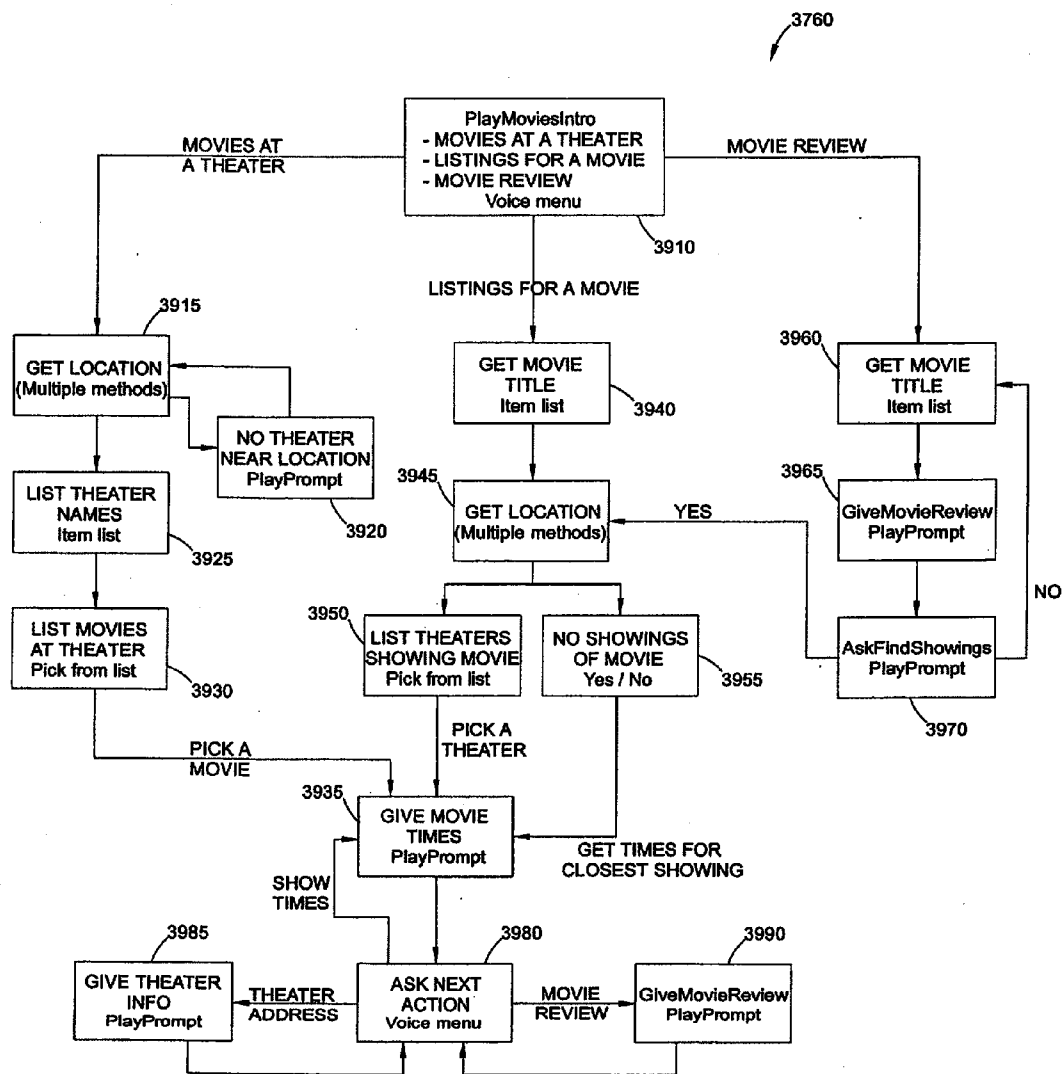 3760
PlayMoviesIntro
- MOVIES AT A THEATER
- LISTINGS FOR A MOVIE
- MOVIE REVIEW
Voice menu
3910
MOVIES AT
A THEATER
MOVIE REVIEW
LISTINGS FOR A MOVIE
3915
GET LOCATION
(Multiple methods)
NO THEATER
NEAR LOCATION
PlayPrompt
3920
LIST THEATER
NAMES
Item list
3925
LIST MOVIES
AT THEATER
Pick from list
3930
PICK A
MOVIE
GET MOVIE
TITLE
Item list
3940
3945
GET LOCATION
(Multiple methods)
YES
3950
LIST THEATERS
SHOWING MOVIE
Pick from list
NO SHOWINGS
OF MOVIE
Yes / No
3955
PICK A
THEATER
3960
GET MOVIE
TITLE
Item list
3965
GiveMovieReview
PlayPrompt
NO
AskFindShowings
PlayPrompt
3970
3935
GIVE MOVIE
TIMES
PlayPrompt
GET TIMES FOR
CLOSEST SHOWING
SHOW
TIMES
3985
GIVE THEATER
INFO
PlayPrompt
THEATER
ADDRESS
3980
ASK NEXT
ACTION
Voice menu
MOVIE
REVIEW
3990
GiveMovieReview
PlayPrompt